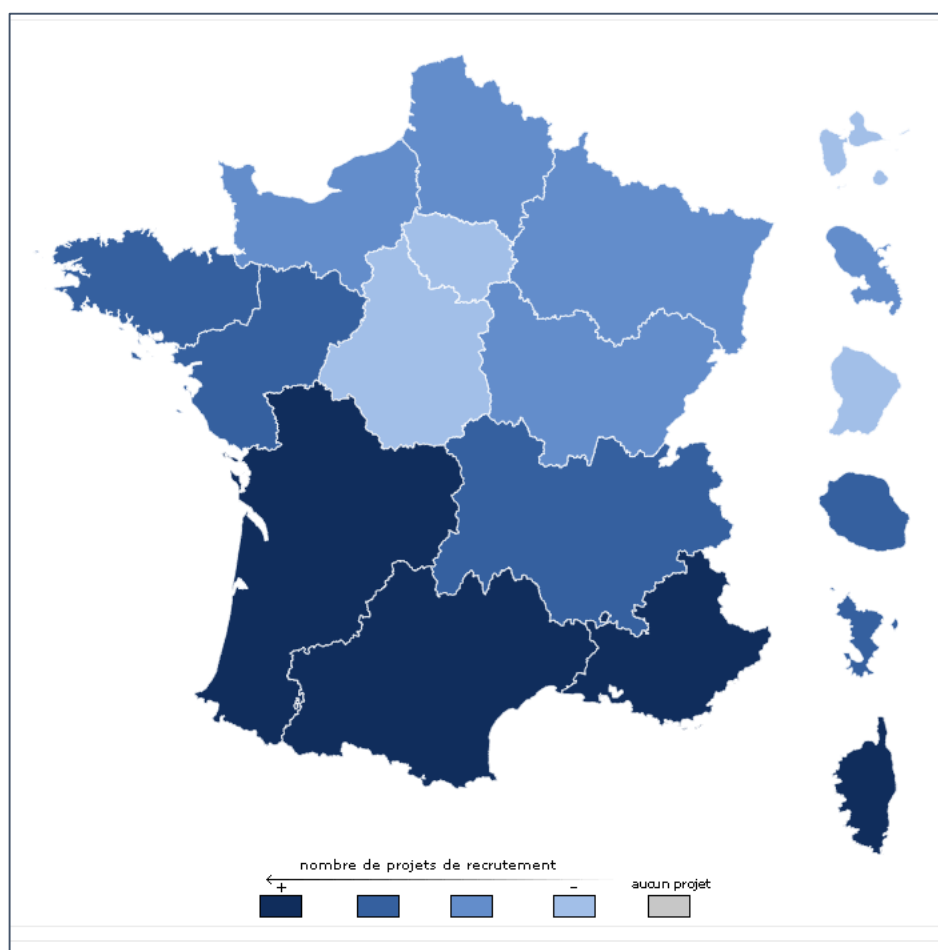 nombre de projets de recrutement
+
-
aucun projet